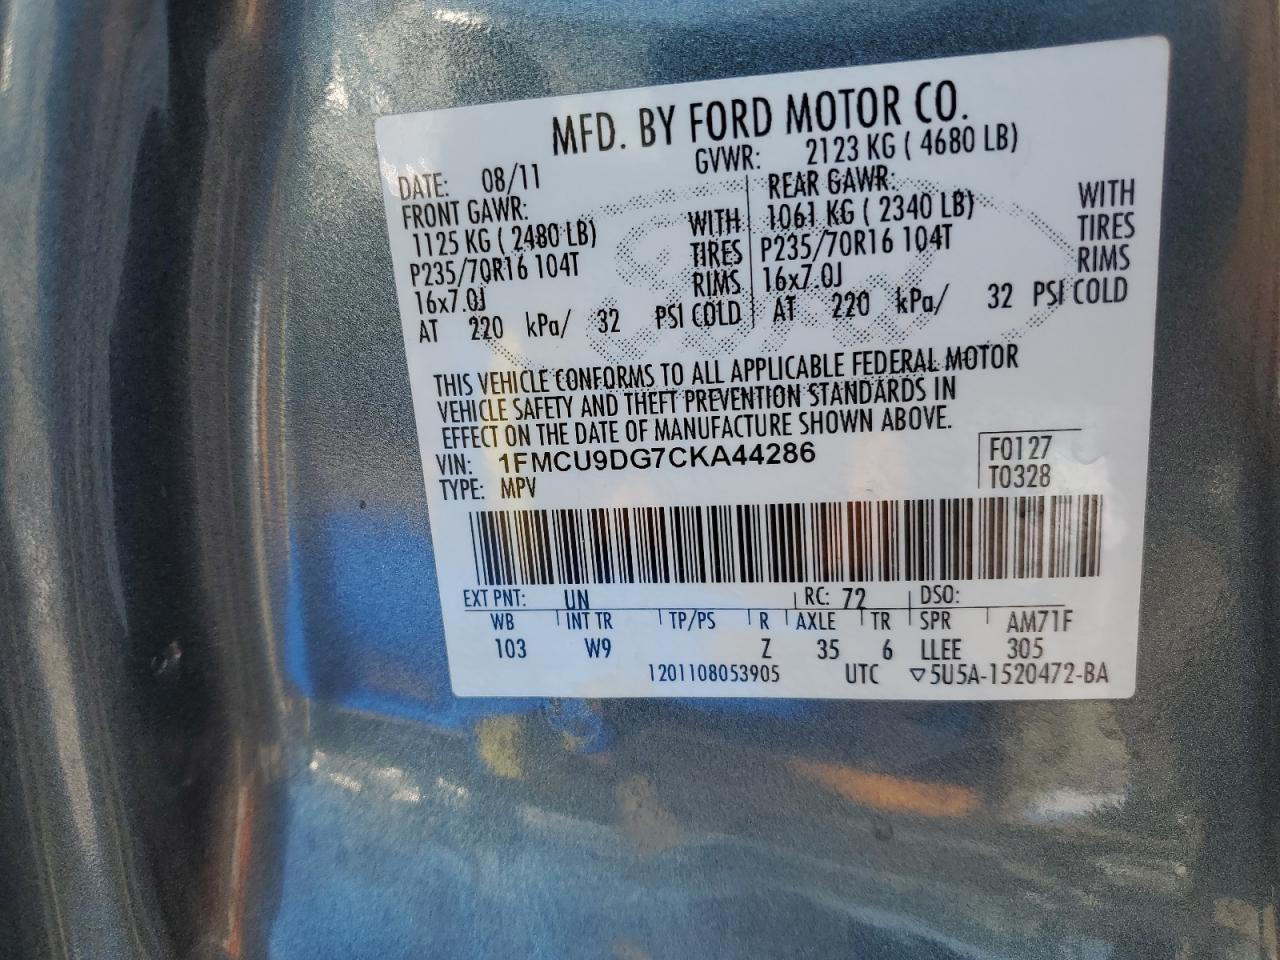 MFD. BY FORD MOTOR CO.
DATE: 08/11 GVWR: 2123 KG ( 4680 LB)
FRONT GAWR: REAR GAWR:
1125 KG ( 2480 LB) WITH 1061 KG ( 2340 LB) WITH
P235/70R16 104T TIRES P235/70R16 104T TIRES
16x7.0J RIMS 16x7.0J RIMS
AT 220 kPa/ 32 PSI COLD AT 220 kPa/ 32 PSI COLD
THIS VEHICLE CONFORMS TO ALL APPLICABLE FEDERAL MOTOR
VEHICLE SAFETY AND THEFT PREVENTION STANDARDS IN
EFFECT ON THE DATE OF MANUFACTURE SHOWN ABOVE.
VIN: 1FMCU9DG7CKA44286 F0127
TYPE: MPV T0328
EXT PNT: UN RC: 72 DSO:
WB INT TR TP/PS R AXLE TR SPR AM71F
103 W9 Z 35 6 LLEE 305
1201108053905 UTC ▽5U5A-1520472-BA